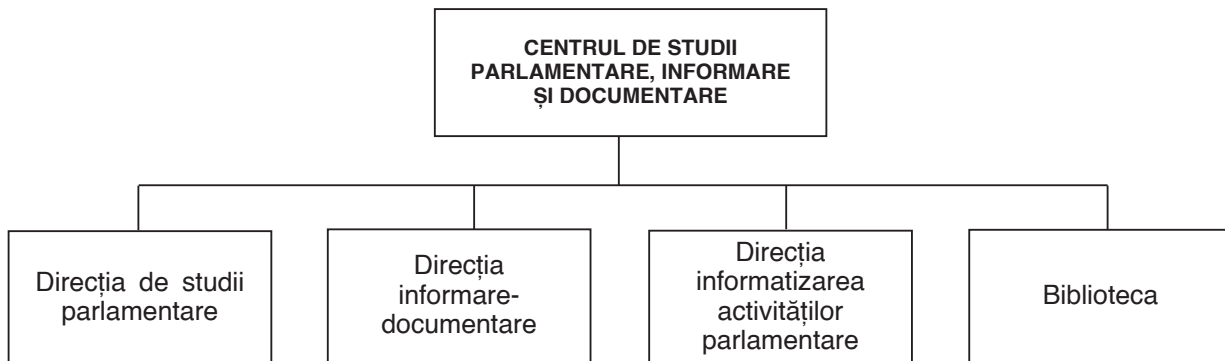 CENTRUL DE STUDII
PARLAMENTARE, INFORMARE
ȘI DOCUMENTARE
Direcția de studii
parlamentare
Direcția
informare-
documentare
Direcția
informatizarea
activităților
parlamentare
Biblioteca